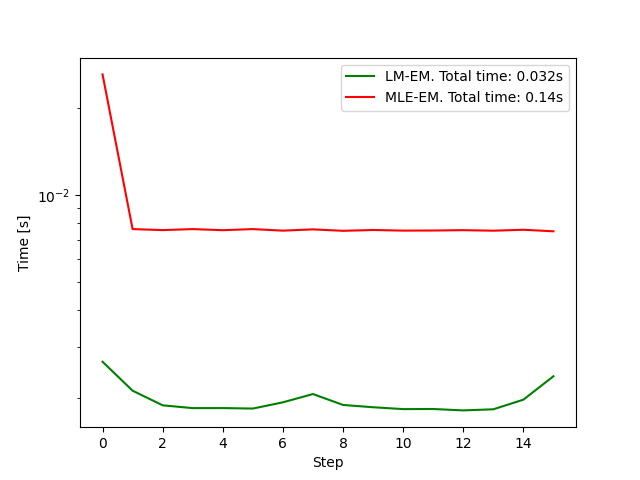 LM-EM. Total time: 0.032s
MLE-EM. Total time: 0.14s
10⁻²
Time [s]
0 2 4 6 8 10 12 14
Step